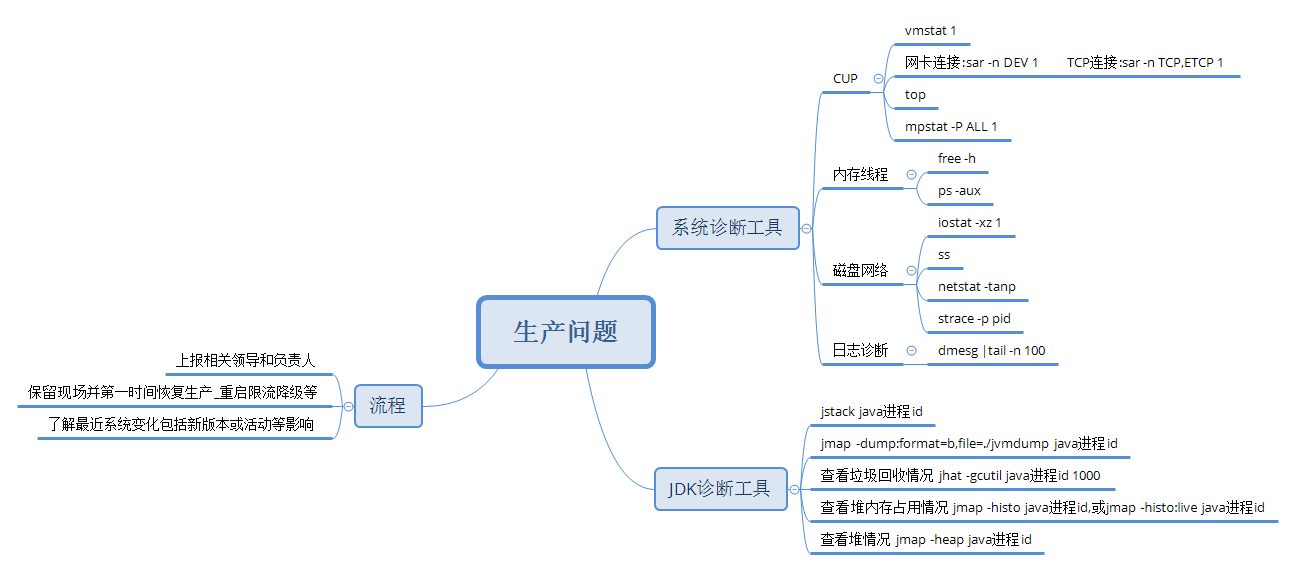 生产问题
系统诊断工具
CUP
vmstat 1
网卡连接:sar -n DEV 1 TCP连接:sar -n TCP,ETCP 1
top
mpstat -P ALL 1
内存线程
free -h
ps -aux
磁盘网络
iostat -xz 1
ss
netstat -tanp
strace -p pid
日志诊断
dmesg |tail -n 100
JDK诊断工具
jstack java进程id
jmap -dump:format=b,file=./jvmdump java进程id
查看垃圾回收情况 jhat -gcutil java进程id 1000
查看堆内存占用情况 jmap -histo java进程id,或jmap -histo:live java进程id
查看堆情况 jmap -heap java进程id
流程
上报相关领导和负责人
保留现场并第一时间恢复生产_重启限流降级等
了解最近系统变化包括新版本或活动等影响